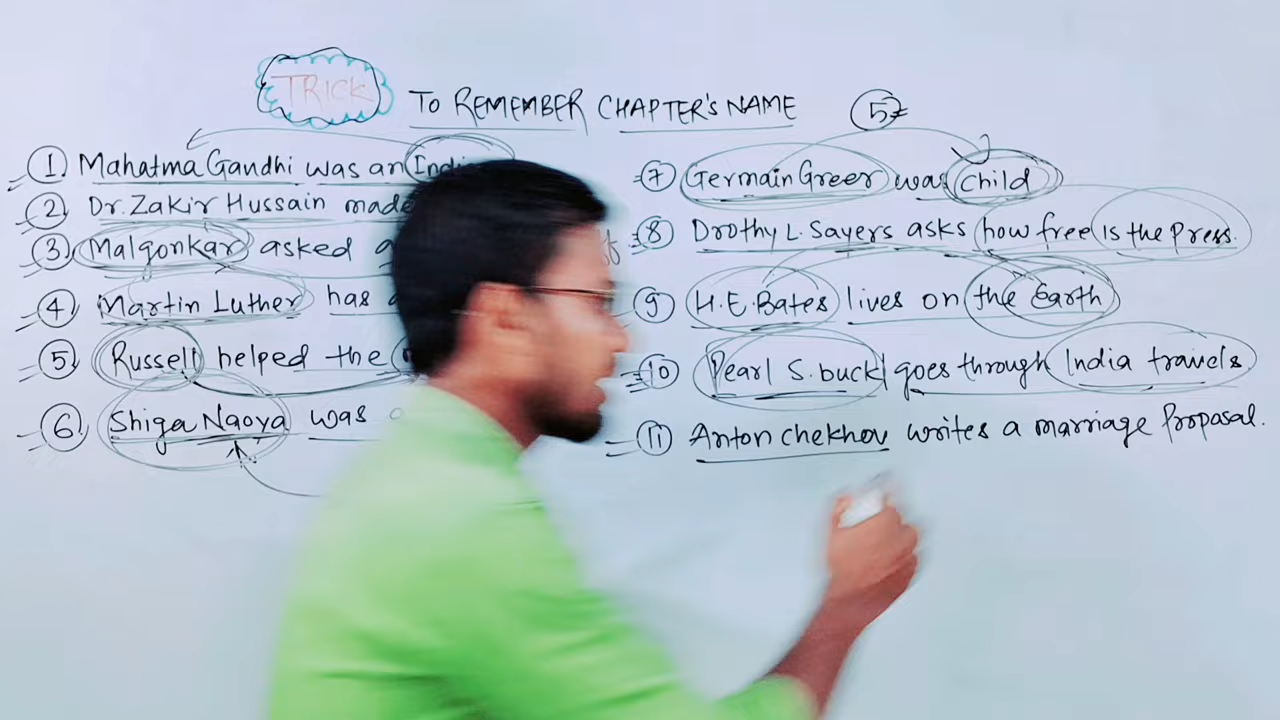 TRICK TO REMEMBER CHAPTER'S NAME
① Mahatma Gandhi was an
② Dr. Zakir Hussain made
③ Malgonkar asked
④ Martin Luther has
⑤ Russell helped the
⑥ Shiga Naoya was
⑦ Germain Greer was child
⑧ Drothy L. Sayers asks how free is the Press.
⑨ H.E. Bates lives on the Earth
⑩ Pearl S. buck goes through India travels.
⑪ Anton chekhov writes a marriage Proposal.